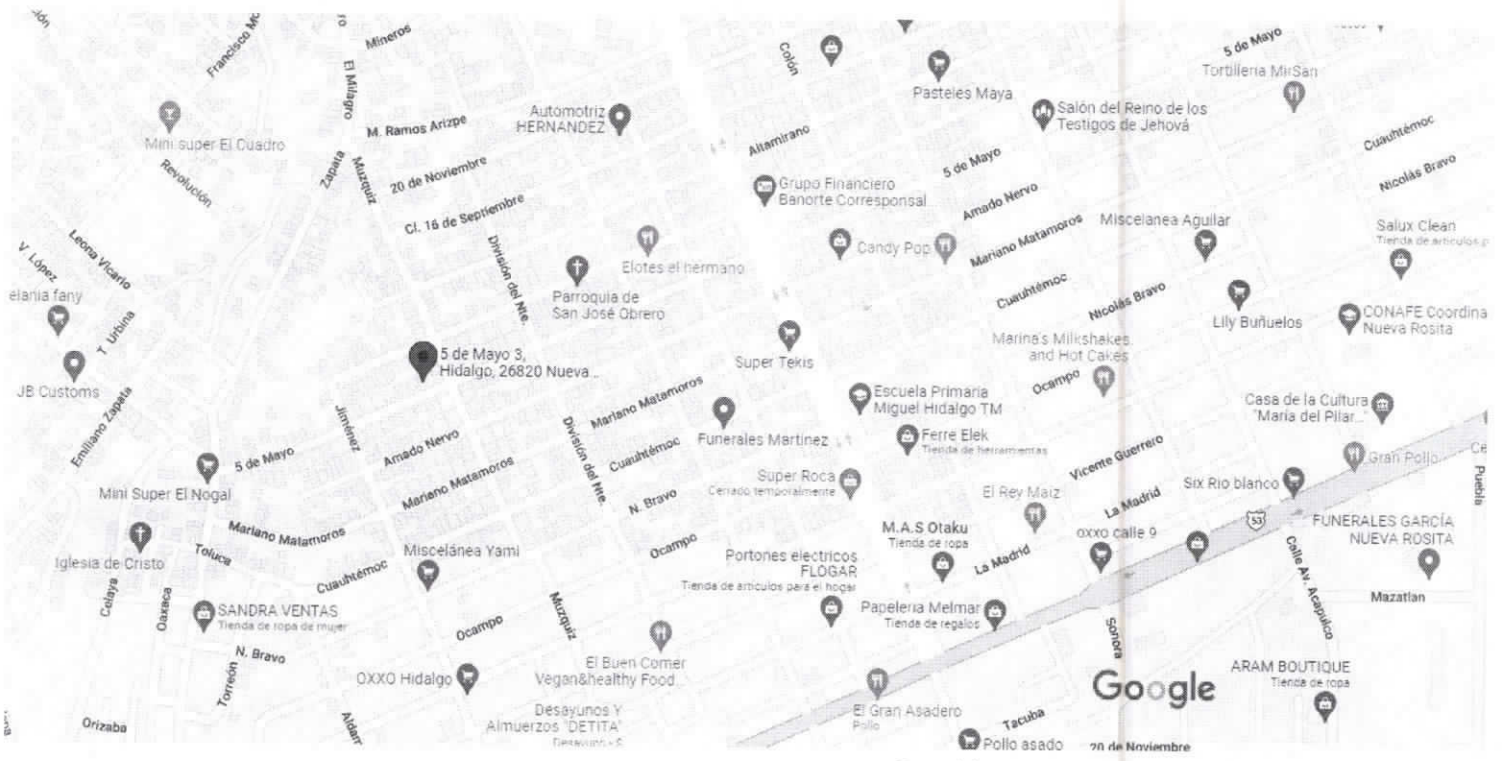 Mineros
Colón
5 de Mayo
Tortilleria MirSan
El Milagro
Pasteles Maya
Automotriz
HERNANDEZ
Salón del Reino de los
Testigos de Jehová
M. Ramos Arizpe
Mini super El Cuadro
Altamirano
Cuauhtémoc
Revolución
Zapata
Muzquiz
20 de Noviembre
5 de Mayo
Nicolás Bravo
Grupo Financiero
Banorte Corresponsal
Amado Nervo
Cl. 16 de Septiembre
Mariano Matamoros
Miscelanea Aguilar
Salux Clean
Leona Vicario
V. López
División del Nte.
Elotes el hermano
Candy Pop
Cuauhtémoc
Nicolás Bravo
Parroquia de
San José Obrero
elania fany
T. Urbina
Lily Buñuelos
CONAFE Coordina
Nueva Rosita
5 de Mayo 3,
Hidalgo, 26820 Nueva ..
Super Tekis
Marina's Milkshakes
and Hot Cakes
JB Customs
Ocampo
Escuela Primaria
Miguel Hidalgo TM
Casa de la Cultura
"María del Pilar..."
Emiliano Zapata
Jiménez
Amado Nervo
Mariano Matamoros
Funerales Martinez
Ferre Elek
Tienda de herramientas
5 de Mayo
División del Nte.
Cuauhtémoc
Vicente Guerrero
Gran Pollo
Mini Super El Nogal
Mariano Matamoros
Super Roca
Cerrado temporalmente
El Rey Maiz
Six Rio blanco
Puebla
N. Bravo
La Madrid
53
Mariano Matamoros
M.A.S Otaku
Tienda de ropa
oxxo calle 9
FUNERALES GARCÍA
NUEVA ROSITA
Iglesia de Cristo
Toluca
Miscelánea Yami
Ocampo
Portones electricos
FLOGAR
Tienda de articulos para el hogar
La Madrid
Calle Av. Acapulco
Celaya
Oaxaca
Cuauhtémoc
SANDRA VENTAS
Tienda de ropa de mujer
Muzquiz
Papeleria Melmar
Tienda de regalos
Mazatlan
Ocampo
Sonora
N. Bravo
Torreón
OXXO Hidalgo
El Buen Comer
Vegan&healthy Food..
ARAM BOUTIQUE
Tienda de ropa
Google
El Gran Asadero
Pollo
Desayunos Y
Almuerzos "DETITA"
Orizaba
Tacuba
Pollo asado
20 de Noviembre